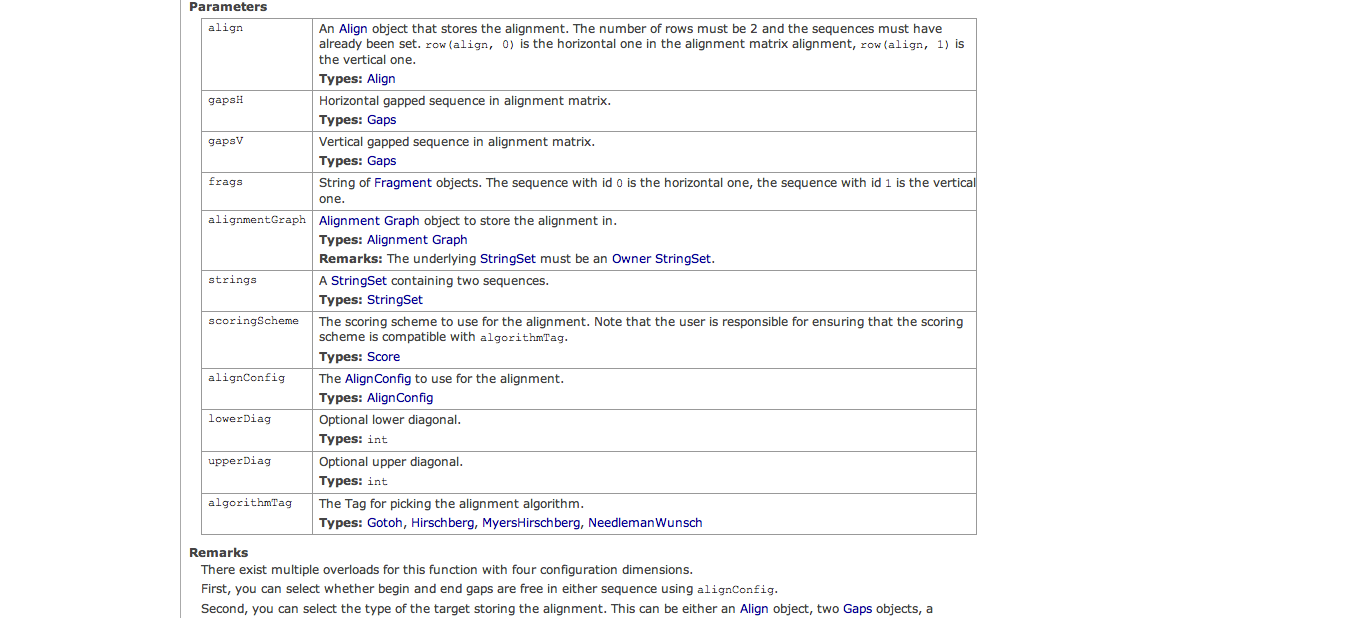 Parameters
align
An Align object that stores the alignment. The number of rows must be 2 and the sequences must have
already been set. row(align, 0) is the horizontal one in the alignment matrix alignment, row(align, 1) is
the vertical one.
Types: Align
gapsH
Horizontal gapped sequence in alignment matrix.
Types: Gaps
gapsV
Vertical gapped sequence in alignment matrix.
Types: Gaps
frags
String of Fragment objects. The sequence with id 0 is the horizontal one, the sequence with id 1 is the vertical
one.
alignmentGraph
Alignment Graph object to store the alignment in.
Types: Alignment Graph
Remarks: The underlying StringSet must be an Owner StringSet.
strings
A StringSet containing two sequences.
Types: StringSet
scoringScheme
The scoring scheme to use for the alignment. Note that the user is responsible for ensuring that the scoring
scheme is compatible with algorithmTag.
Types: Score
alignConfig
The AlignConfig to use for the alignment.
Types: AlignConfig
lowerDiag
Optional lower diagonal.
Types: int
upperDiag
Optional upper diagonal.
Types: int
algorithmTag
The Tag for picking the alignment algorithm.
Types: Gotoh, Hirschberg, MyersHirschberg, NeedlemanWunsch
Remarks
There exist multiple overloads for this function with four configuration dimensions.
First, you can select whether begin and end gaps are free in either sequence using alignConfig.
Second, you can select the type of the target storing the alignment. This can be either an Align object, two Gaps objects, a